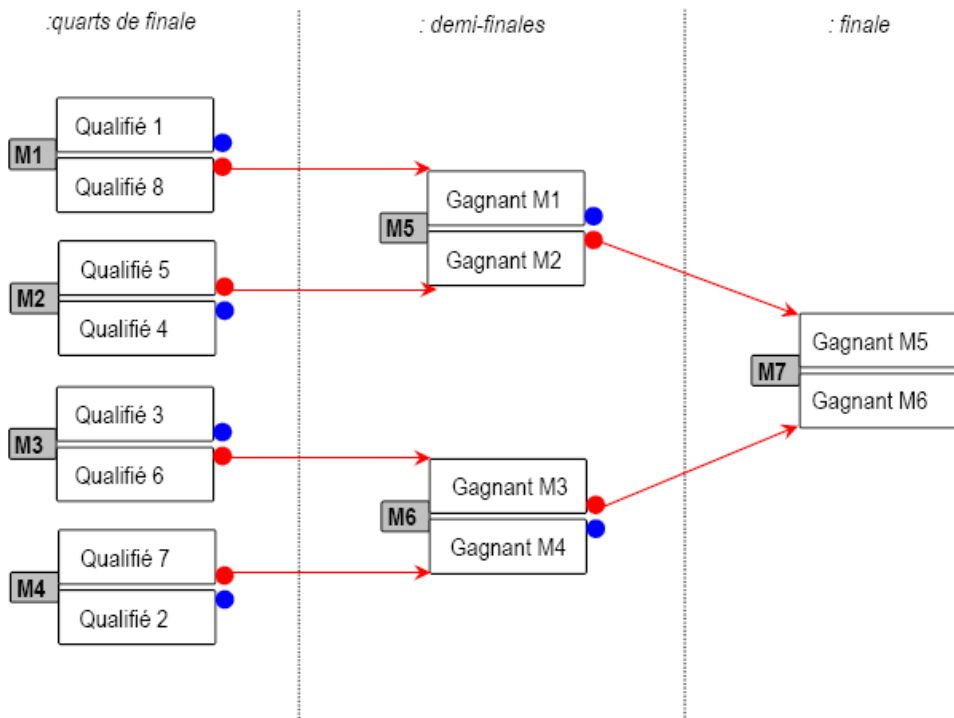 :quarts de finale
: demi-finales
: finale
M1
Qualifié 1
Qualifié 8
M2
Qualifié 5
Qualifié 4
M3
Qualifié 3
Qualifié 6
M4
Qualifié 7
Qualifié 2
M5
Gagnant M1
Gagnant M2
M6
Gagnant M3
Gagnant M4
M7
Gagnant M5
Gagnant M6